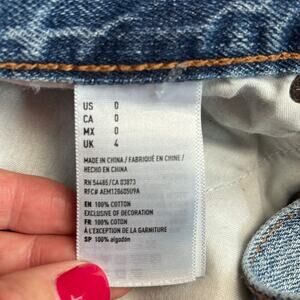 US 0
CA 0
MX 0
UK 4
MADE IN CHINA / FABRIQUÉ EN CHINE /
HECHO EN CHINA
RN 54485/CA 03873
RFC# AEM120605U9A
EN 100% COTTON
EXCLUSIVE OF DECORATION
FR 100% COTON
À L'EXCEPTION DE LA GARNITURE
SP 100% algodón